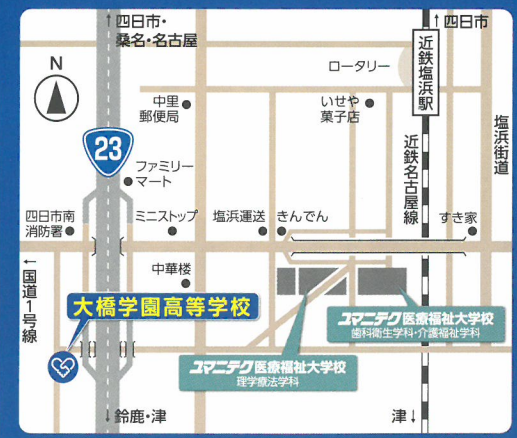 ↑四日市・
桑名・名古屋
↑四日市
N
ロータリー
近鉄塩浜駅
中里
郵便局
いせや
菓子店
塩浜街道
23
近鉄名古屋線
ファミリー
マート
四日市南
消防署
ミニストップ
塩浜運送
きんでん
すき家
←国道1号線
中華楼
大橋学園高等学校
ユマニテク医療福祉大学校
歯科衛生学科・介護福祉学科
ユマニテク医療福祉大学校
理学療法学科
↓鈴鹿・津
津↓